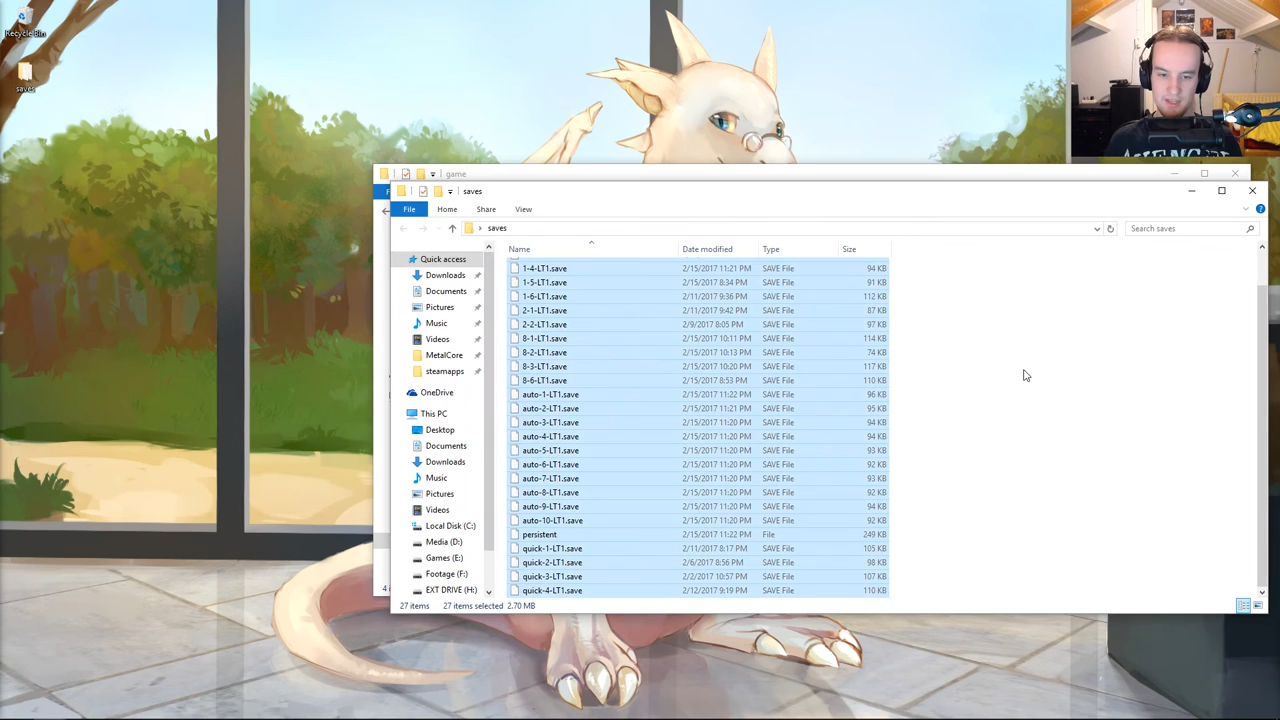 Recycle Bin
saves
game
saves
File
Home
Share
View
saves
Search saves
Name
Date modified
Type
Size
Quick access
Downloads
Documents
Pictures
Music
Videos
MetalCore
steamapps
OneDrive
This PC
Desktop
Documents
Downloads
Music
Pictures
Videos
Local Disk (C:)
Media (D:)
Games (E:)
Footage (F:)
EXT DRIVE (H:)
1-4-LT1.save 2/15/2017 11:21 PM SAVE File 94 KB
1-5-LT1.save 2/15/2017 8:34 PM SAVE File 91 KB
1-6-LT1.save 2/11/2017 9:36 PM SAVE File 112 KB
2-1-LT1.save 2/11/2017 9:42 PM SAVE File 87 KB
2-2-LT1.save 2/9/2017 8:05 PM SAVE File 97 KB
8-1-LT1.save 2/15/2017 10:11 PM SAVE File 114 KB
8-2-LT1.save 2/15/2017 10:13 PM SAVE File 74 KB
8-3-LT1.save 2/15/2017 10:20 PM SAVE File 117 KB
8-6-LT1.save 2/15/2017 8:53 PM SAVE File 110 KB
auto-1-LT1.save 2/15/2017 11:22 PM SAVE File 96 KB
auto-2-LT1.save 2/15/2017 11:21 PM SAVE File 95 KB
auto-3-LT1.save 2/15/2017 11:20 PM SAVE File 94 KB
auto-4-LT1.save 2/15/2017 11:20 PM SAVE File 94 KB
auto-5-LT1.save 2/15/2017 11:20 PM SAVE File 93 KB
auto-6-LT1.save 2/15/2017 11:20 PM SAVE File 92 KB
auto-7-LT1.save 2/15/2017 11:20 PM SAVE File 93 KB
auto-8-LT1.save 2/15/2017 11:20 PM SAVE File 92 KB
auto-9-LT1.save 2/15/2017 11:20 PM SAVE File 94 KB
auto-10-LT1.save 2/15/2017 11:20 PM SAVE File 92 KB
persistent 2/15/2017 11:22 PM File 249 KB
quick-1-LT1.save 2/11/2017 8:17 PM SAVE File 105 KB
quick-2-LT1.save 2/6/2017 8:56 PM SAVE File 98 KB
quick-3-LT1.save 2/2/2017 10:57 PM SAVE File 107 KB
quick-4-LT1.save 2/12/2017 9:19 PM SAVE File 110 KB
27 items 27 items selected 2.70 MB